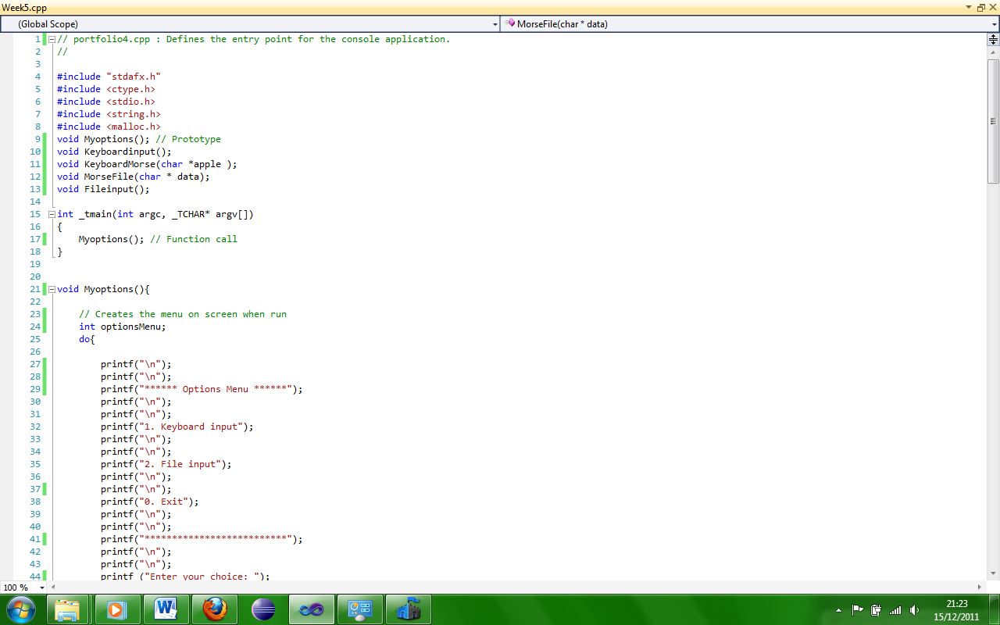 Week5.cpp
(Global Scope) MorseFile(char * data)
1 // portfolio4.cpp : Defines the entry point for the console application.
2 //
3
4 #include "stdafx.h"
5 #include <ctype.h>
6 #include <stdio.h>
7 #include <string.h>
8 #include <malloc.h>
9 void Myoptions(); // Prototype
10 void Keyboardinput();
11 void KeyboardMorse(char *apple );
12 void MorseFile(char * data);
13 void Fileinput();
14
15 int _tmain(int argc, _TCHAR* argv[])
16 {
17     Myoptions(); // Function call
18 }
19
20
21 void Myoptions(){
22
23     // Creates the menu on screen when run
24     int optionsMenu;
25     do{
26
27         printf("\n");
28         printf("\n");
29         printf("****** Options Menu ******");
30         printf("\n");
31         printf("\n");
32         printf("1. Keyboard input");
33         printf("\n");
34         printf("\n");
35         printf("2. File input");
36         printf("\n");
37         printf("\n");
38         printf("0. Exit");
39         printf("\n");
40         printf("\n");
41         printf("**************************");
42         printf("\n");
43         printf("\n");
44         printf ("Enter your choice: ");
100 %
W
21:23
15/12/2011